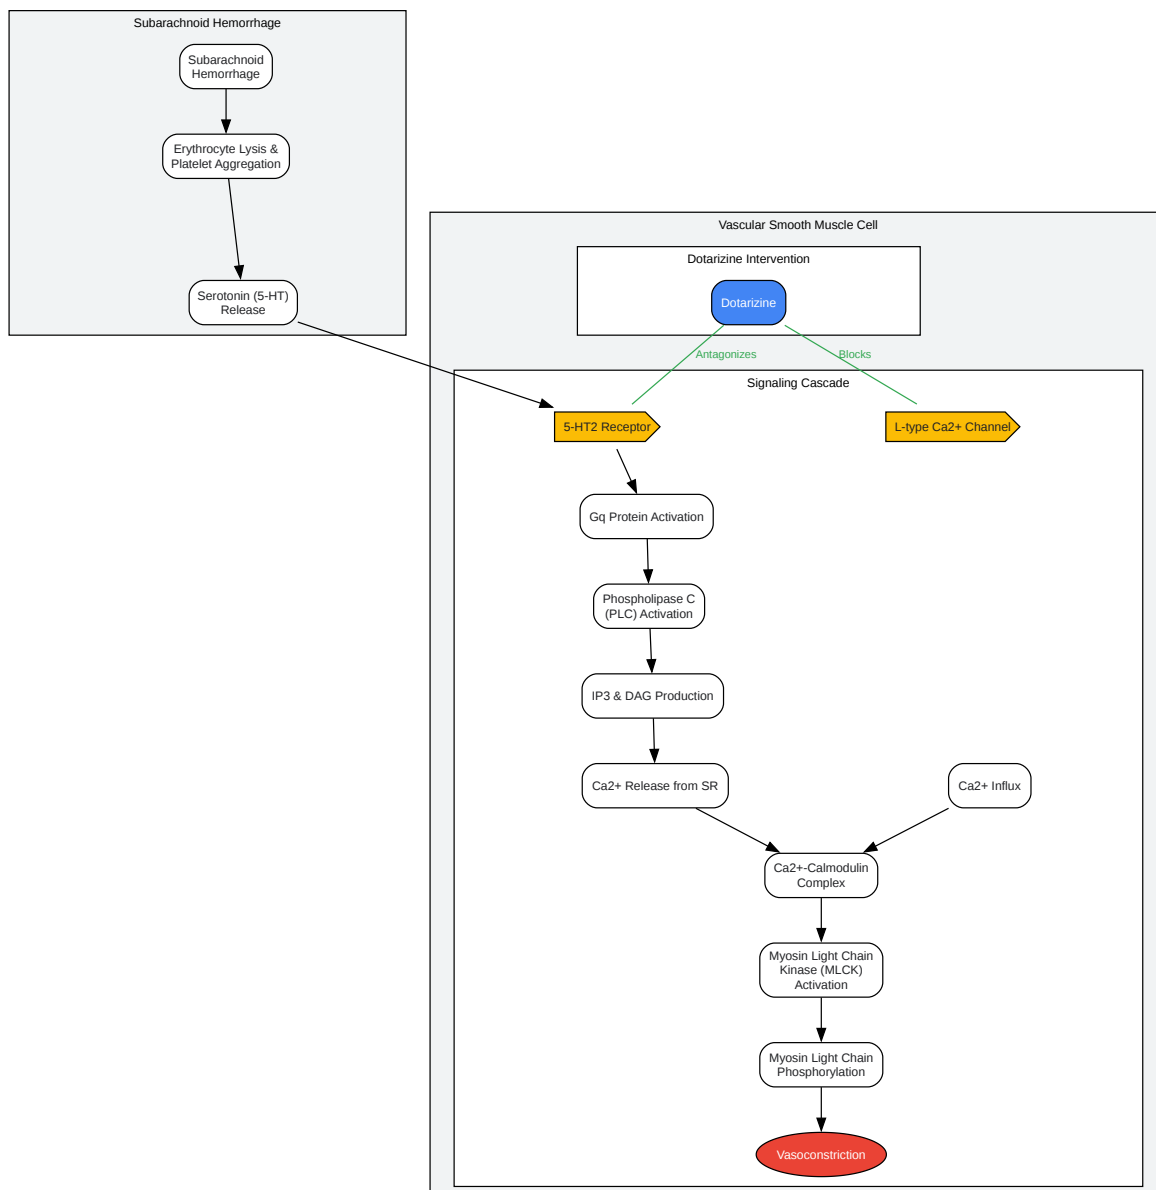 Subarachnoid Hemorrhage
Subarachnoid
Hemorrhage
Erythrocyte Lysis &
Platelet Aggregation
Serotonin (5-HT)
Release
Vascular Smooth Muscle Cell
Dotarizine Intervention
Dotarizine
Antagonizes
Blocks
Signaling Cascade
5-HT2 Receptor
L-type Ca2+ Channel
Gq Protein Activation
Phospholipase C
(PLC) Activation
IP3 & DAG Production
Ca2+ Release from SR
Ca2+ Influx
Ca2+-Calmodulin
Complex
Myosin Light Chain
Kinase (MLCK)
Activation
Myosin Light Chain
Phosphorylation
Vasoconstriction